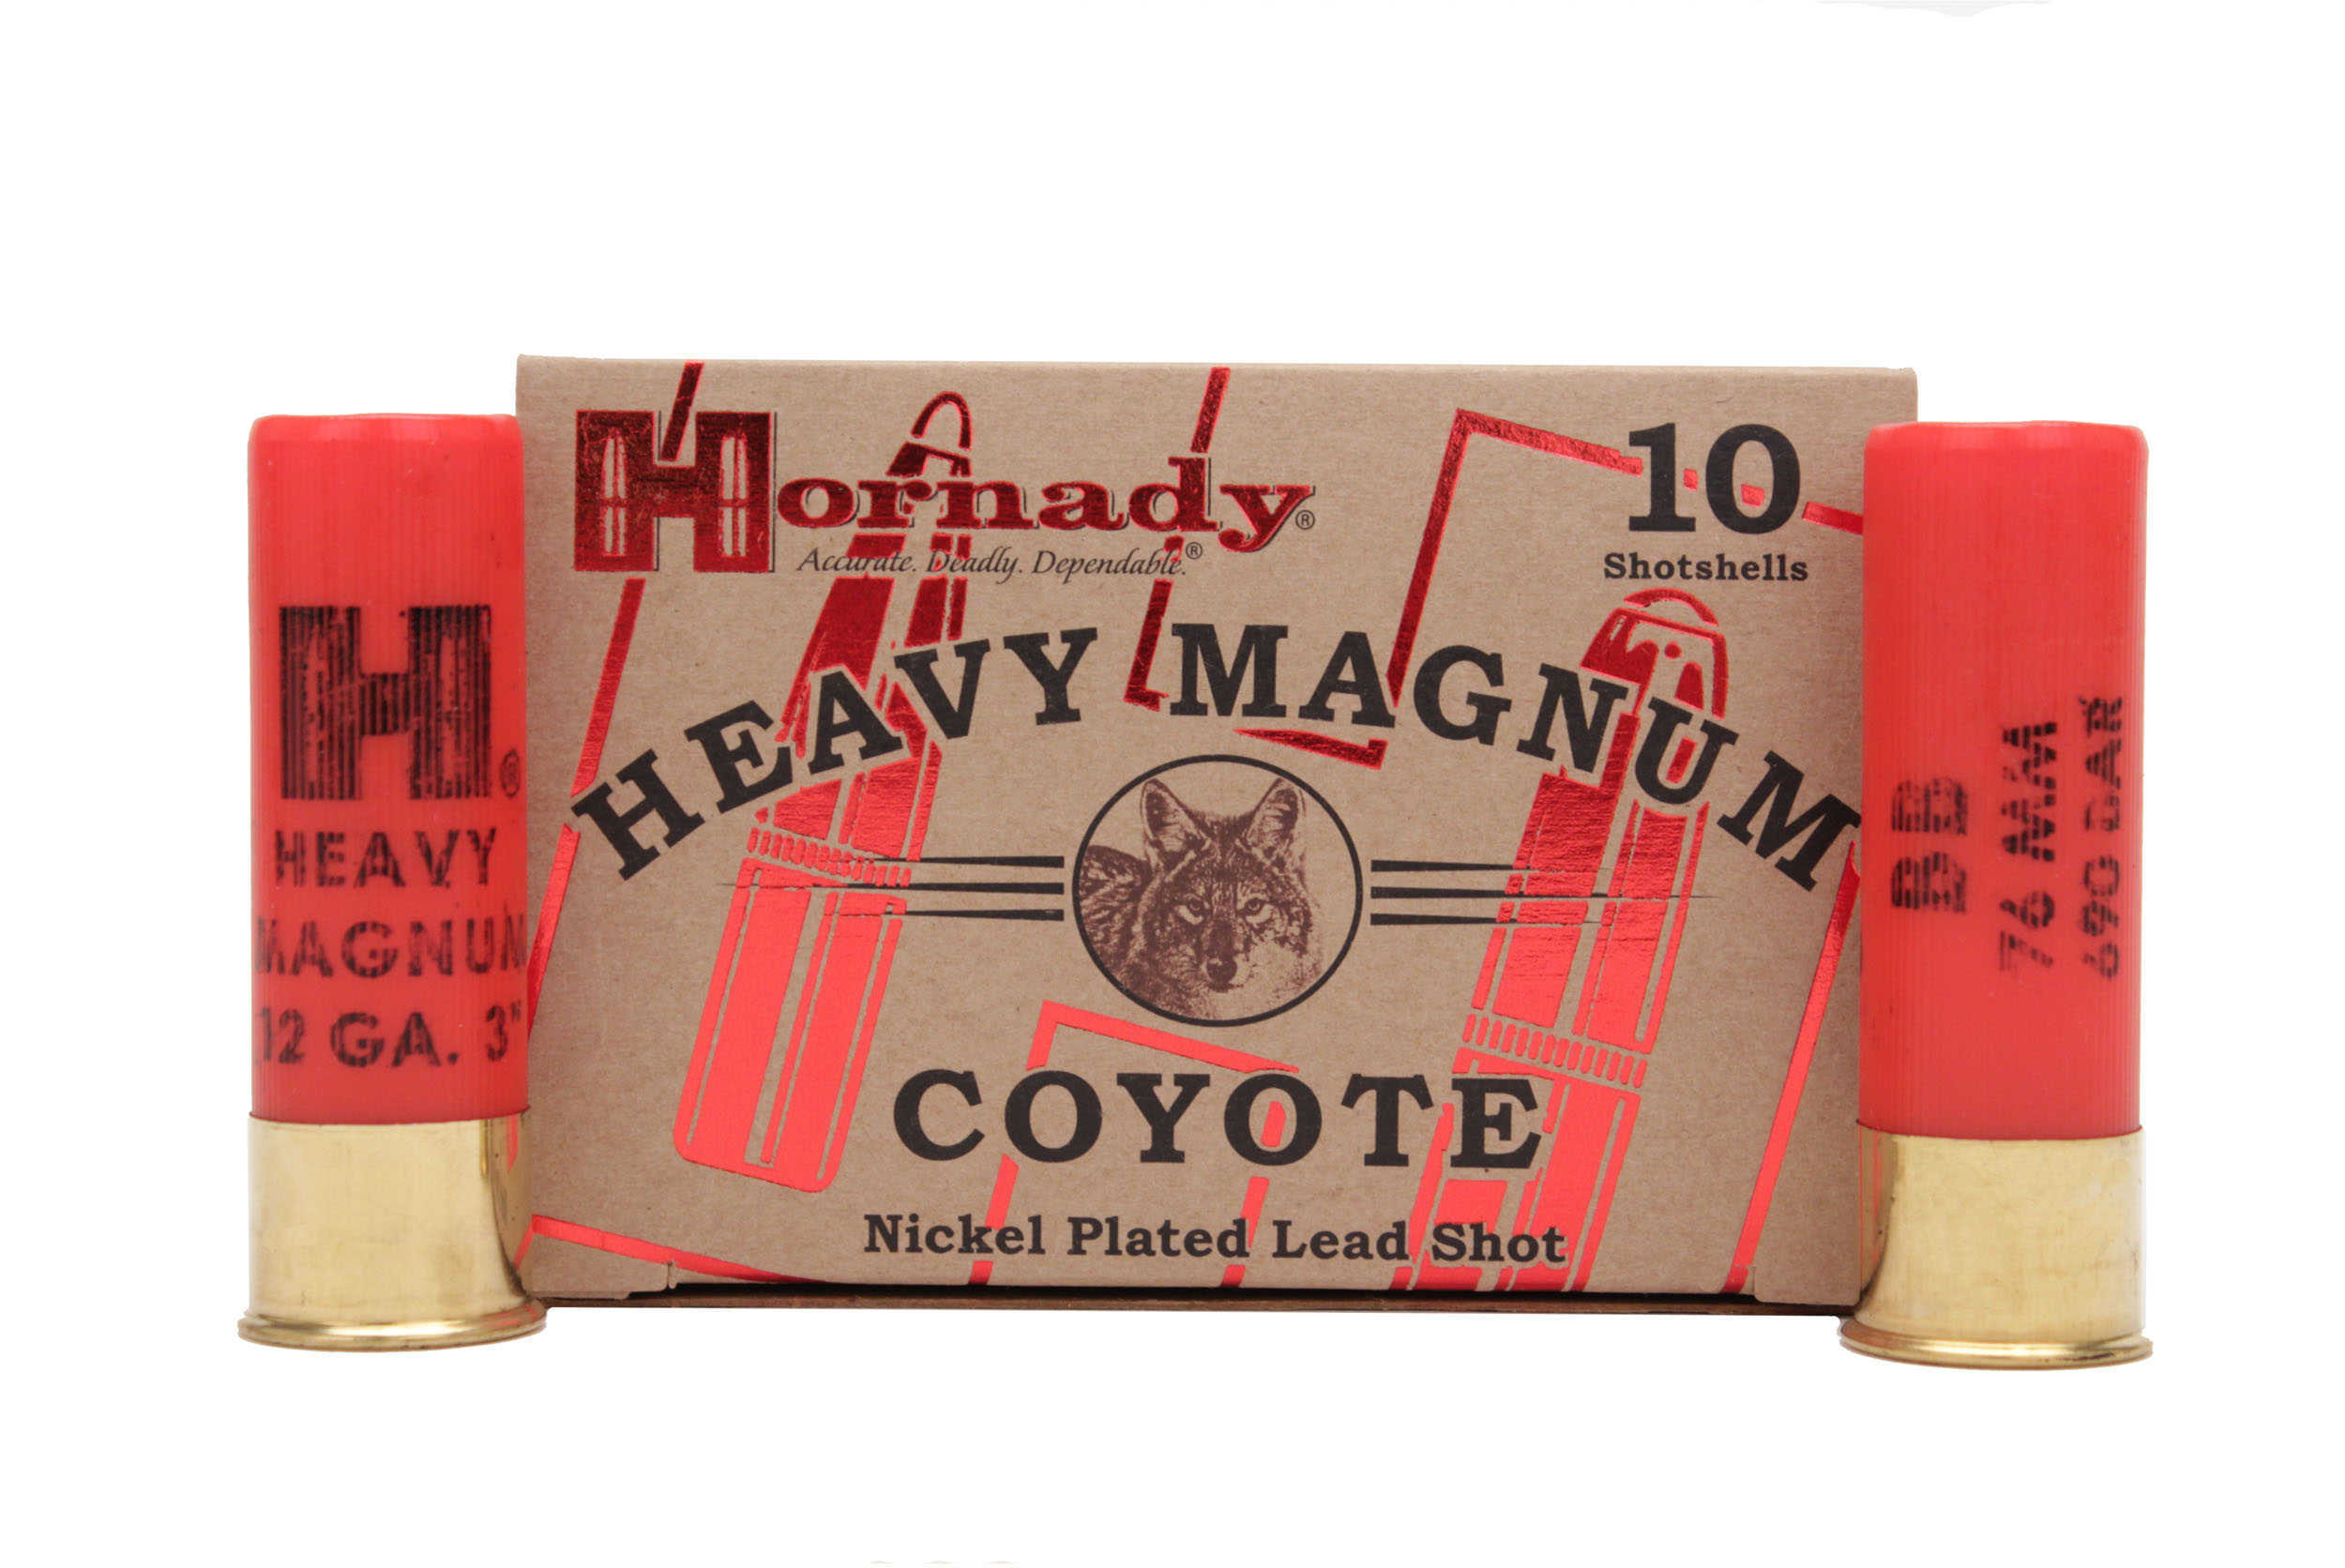 Hornady®
Accurate. Deadly. Dependable.®
10
Shotshells
HEAVY MAGNUM
COYOTE
Nickel Plated Lead Shot
H®
HEAVY
MAGNUM
12 GA. 3"
BB
76 MM
690 BAR